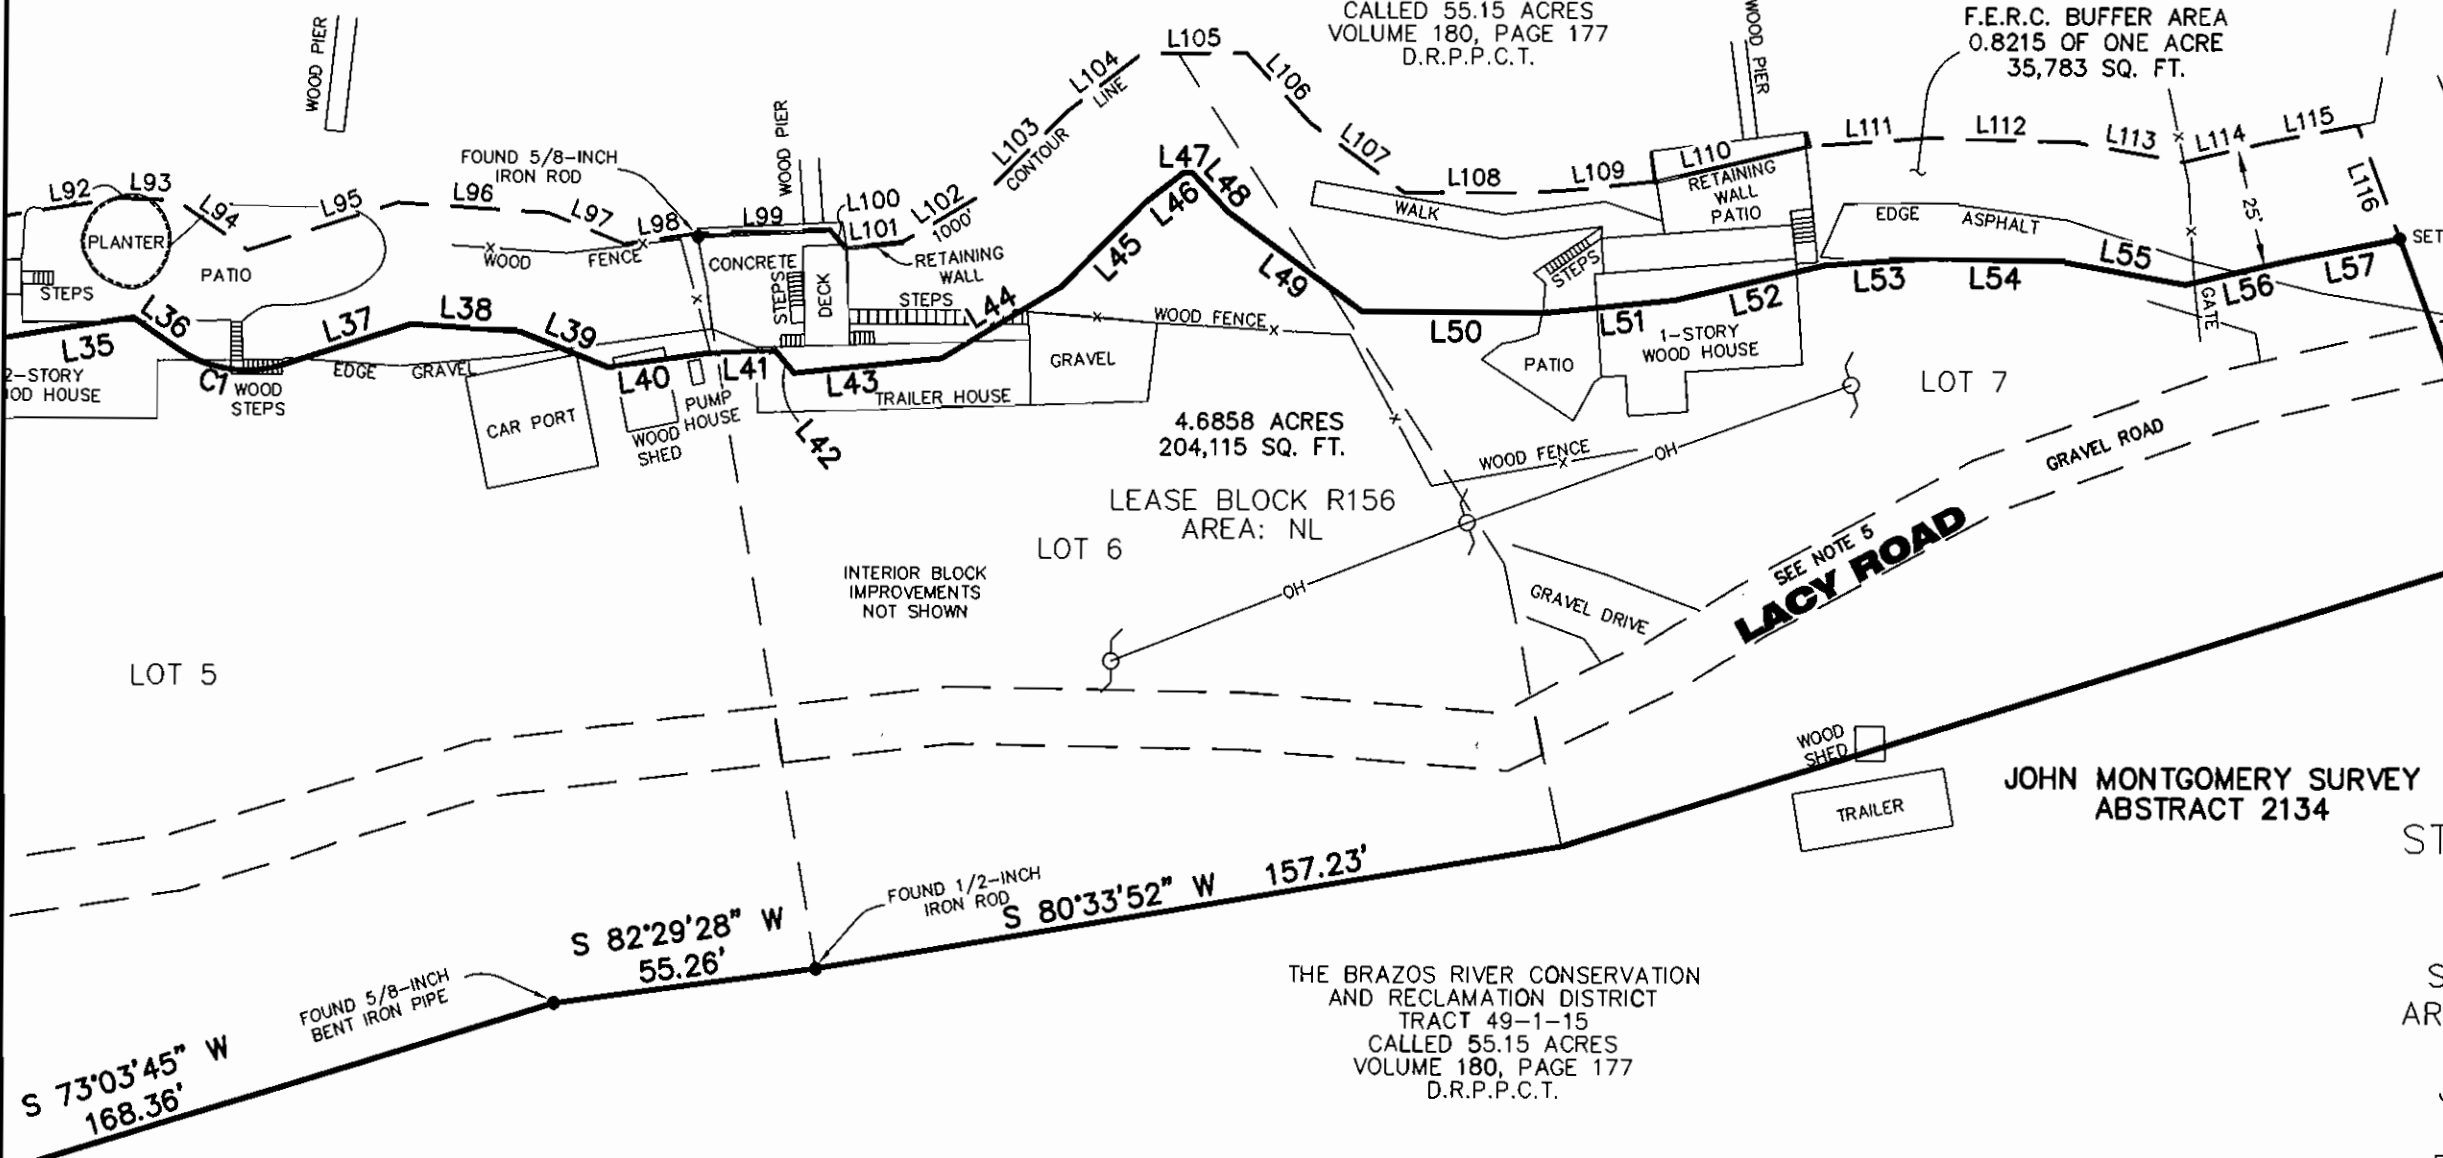 WOOD PIER
CALLED 55.15 ACRES
VOLUME 180, PAGE 177
D.R.P.P.C.T.
WOOD PIER
F.E.R.C. BUFFER AREA
0.8215 OF ONE ACRE
35,783 SQ. FT.
L92
L93
L94
L95
L96
L97
L98
L99
L100
L101
L102
L103
L104
L105
L106
L107
L108
L109
L110
L111
L112
L113
L114
L115
L116
1000'
CONTOUR
LINE
FOUND 5/8-INCH
IRON ROD
WOOD PIER
PLANTER
PATIO
STEPS
WOOD
FENCE
CONCRETE
STEPS
DECK
RETAINING
WALL
STEPS
WALK
RETAINING
WALL
PATIO
STEPS
EDGE
ASPHALT
25'
SET
GATE
L35
L36
C7
L37
L38
L39
L40
L41
L42
L43
L44
L45
L46
L47
L48
L49
L50
L51
L52
L53
L54
L55
L56
L57
2-STORY
OD HOUSE
WOOD
STEPS
EDGE
GRAVEL
CAR PORT
WOOD
SHED
PUMP
HOUSE
TRAILER HOUSE
GRAVEL
WOOD FENCE
PATIO
1-STORY
WOOD HOUSE
LOT 7
4.6858 ACRES
204,115 SQ. FT.
WOOD FENCE
OH
GRAVEL ROAD
LEASE BLOCK R156
AREA: NL
LOT 6
INTERIOR BLOCK
IMPROVEMENTS
NOT SHOWN
OH
GRAVEL DRIVE
SEE NOTE 5
LACY ROAD
LOT 5
WOOD
SHED
TRAILER
JOHN MONTGOMERY SURVEY
ABSTRACT 2134
ST
FOUND 1/2-INCH
IRON ROD
S 80°33'52" W 157.23'
S 82°29'28" W
55.26'
FOUND 5/8-INCH
BENT IRON PIPE
S 73°03'45" W
168.36'
THE BRAZOS RIVER CONSERVATION
AND RECLAMATION DISTRICT
TRACT 49-1-15
CALLED 55.15 ACRES
VOLUME 180, PAGE 177
D.R.P.P.C.T.
S
AR